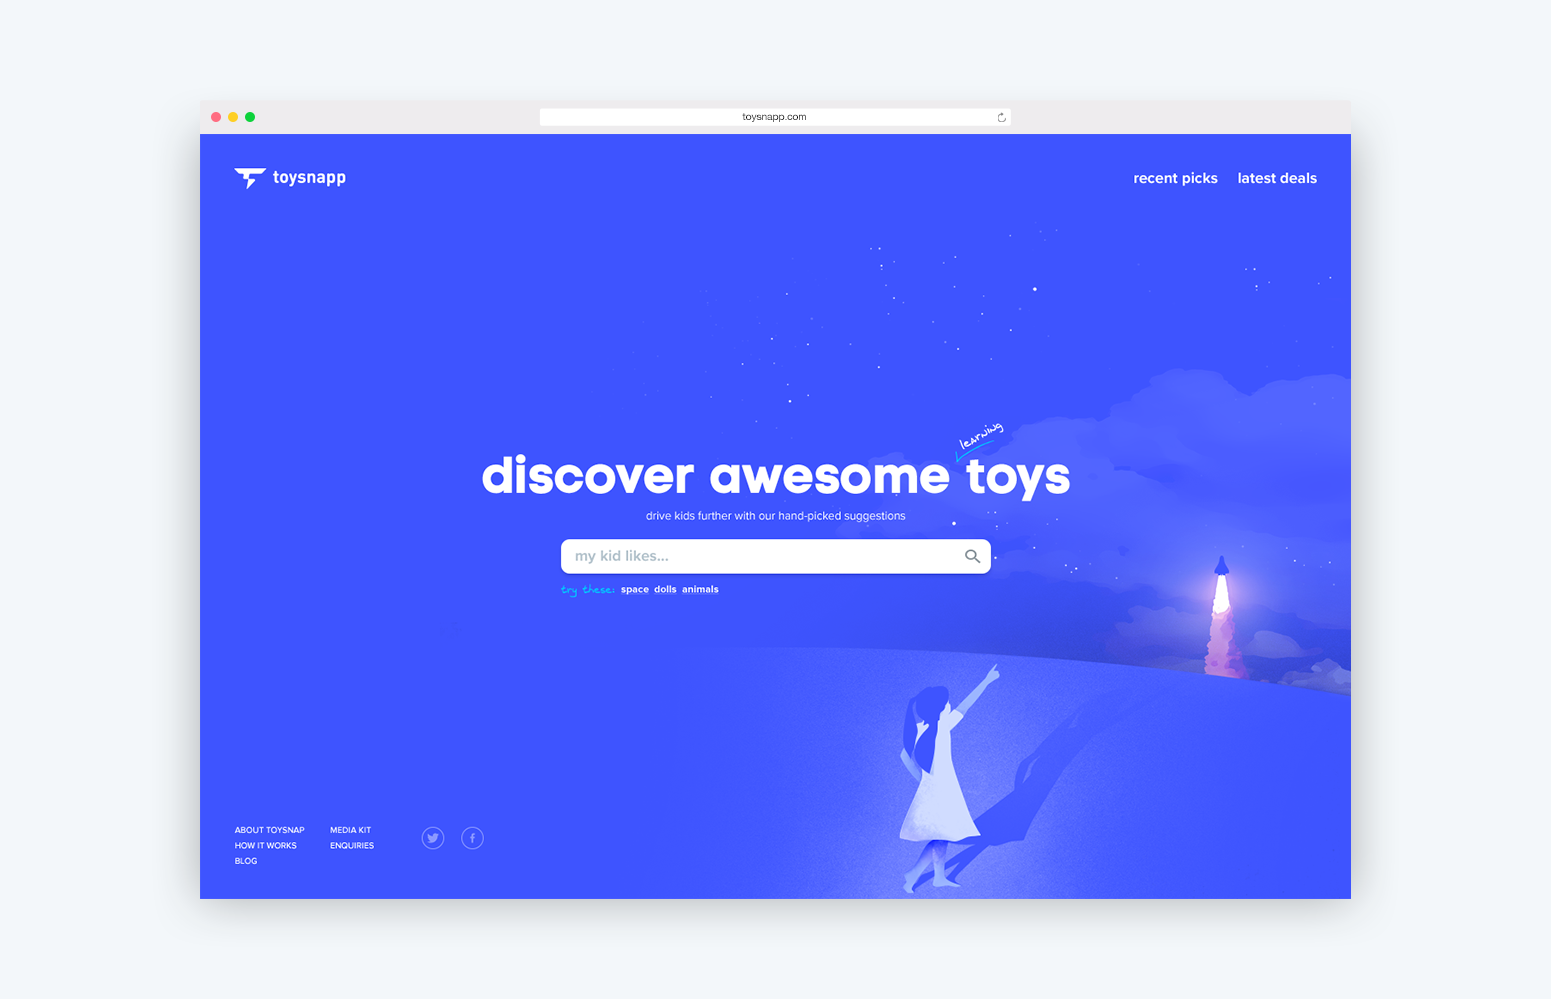 toysnapp.com
toysnapp
recent picks latest deals
learning
discover awesome toys
drive kids further with our hand-picked suggestions
my kid likes...
try these: space dolls animals
ABOUT TOYSNAP MEDIA KIT
HOW IT WORKS ENQUIRIES
BLOG